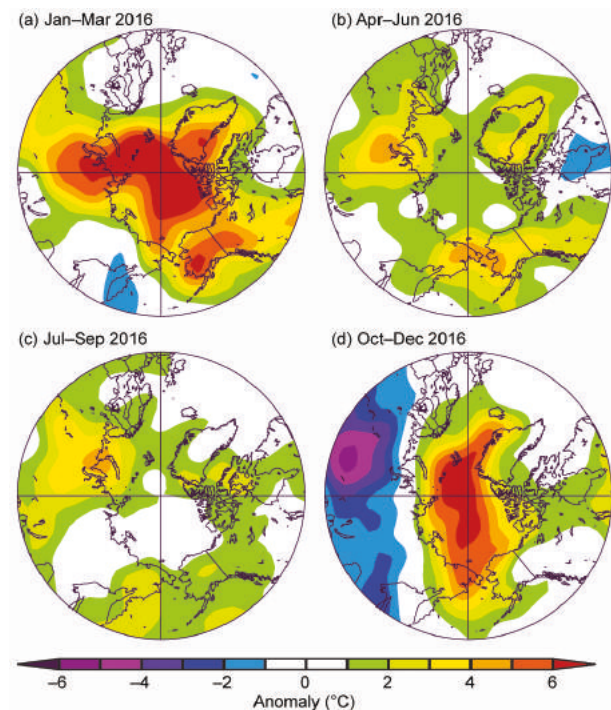 (a) Jan–Mar 2016
(b) Apr–Jun 2016
(c) Jul–Sep 2016
(d) Oct–Dec 2016
−6 −4 −2 0 2 4 6
Anomaly (°C)